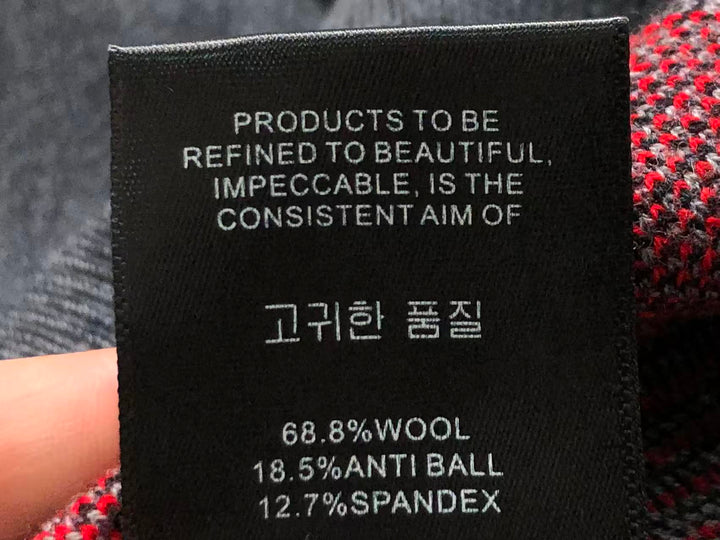 PRODUCTS TO BE
REFINED TO BEAUTIFUL,
IMPECCABLE, IS THE
CONSISTENT AIM OF
고귀한 품질
68.8%WOOL
18.5%ANTI BALL
12.7%SPANDEX